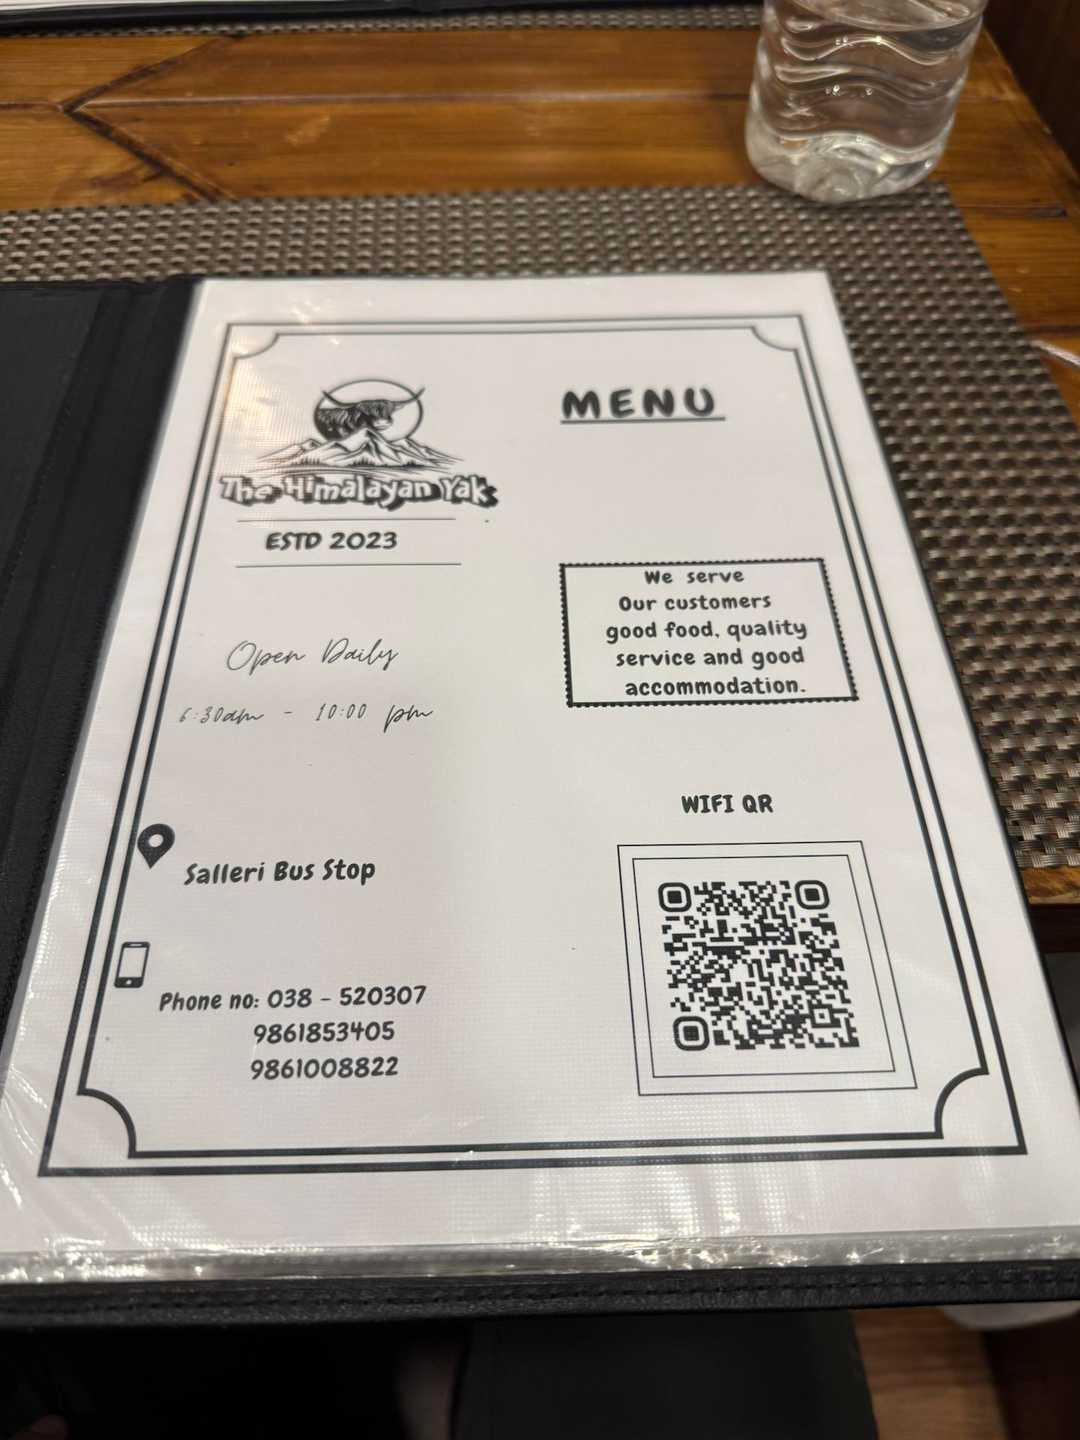 The Himalayan Yak
ESTD 2023
MENU
Open Daily
6:30am - 10:00 pm
We serve
Our customers
good food, quality
service and good
accommodation.
Salleri Bus Stop
Phone no: 038 - 520307
9861853405
9861008822
WIFI QR